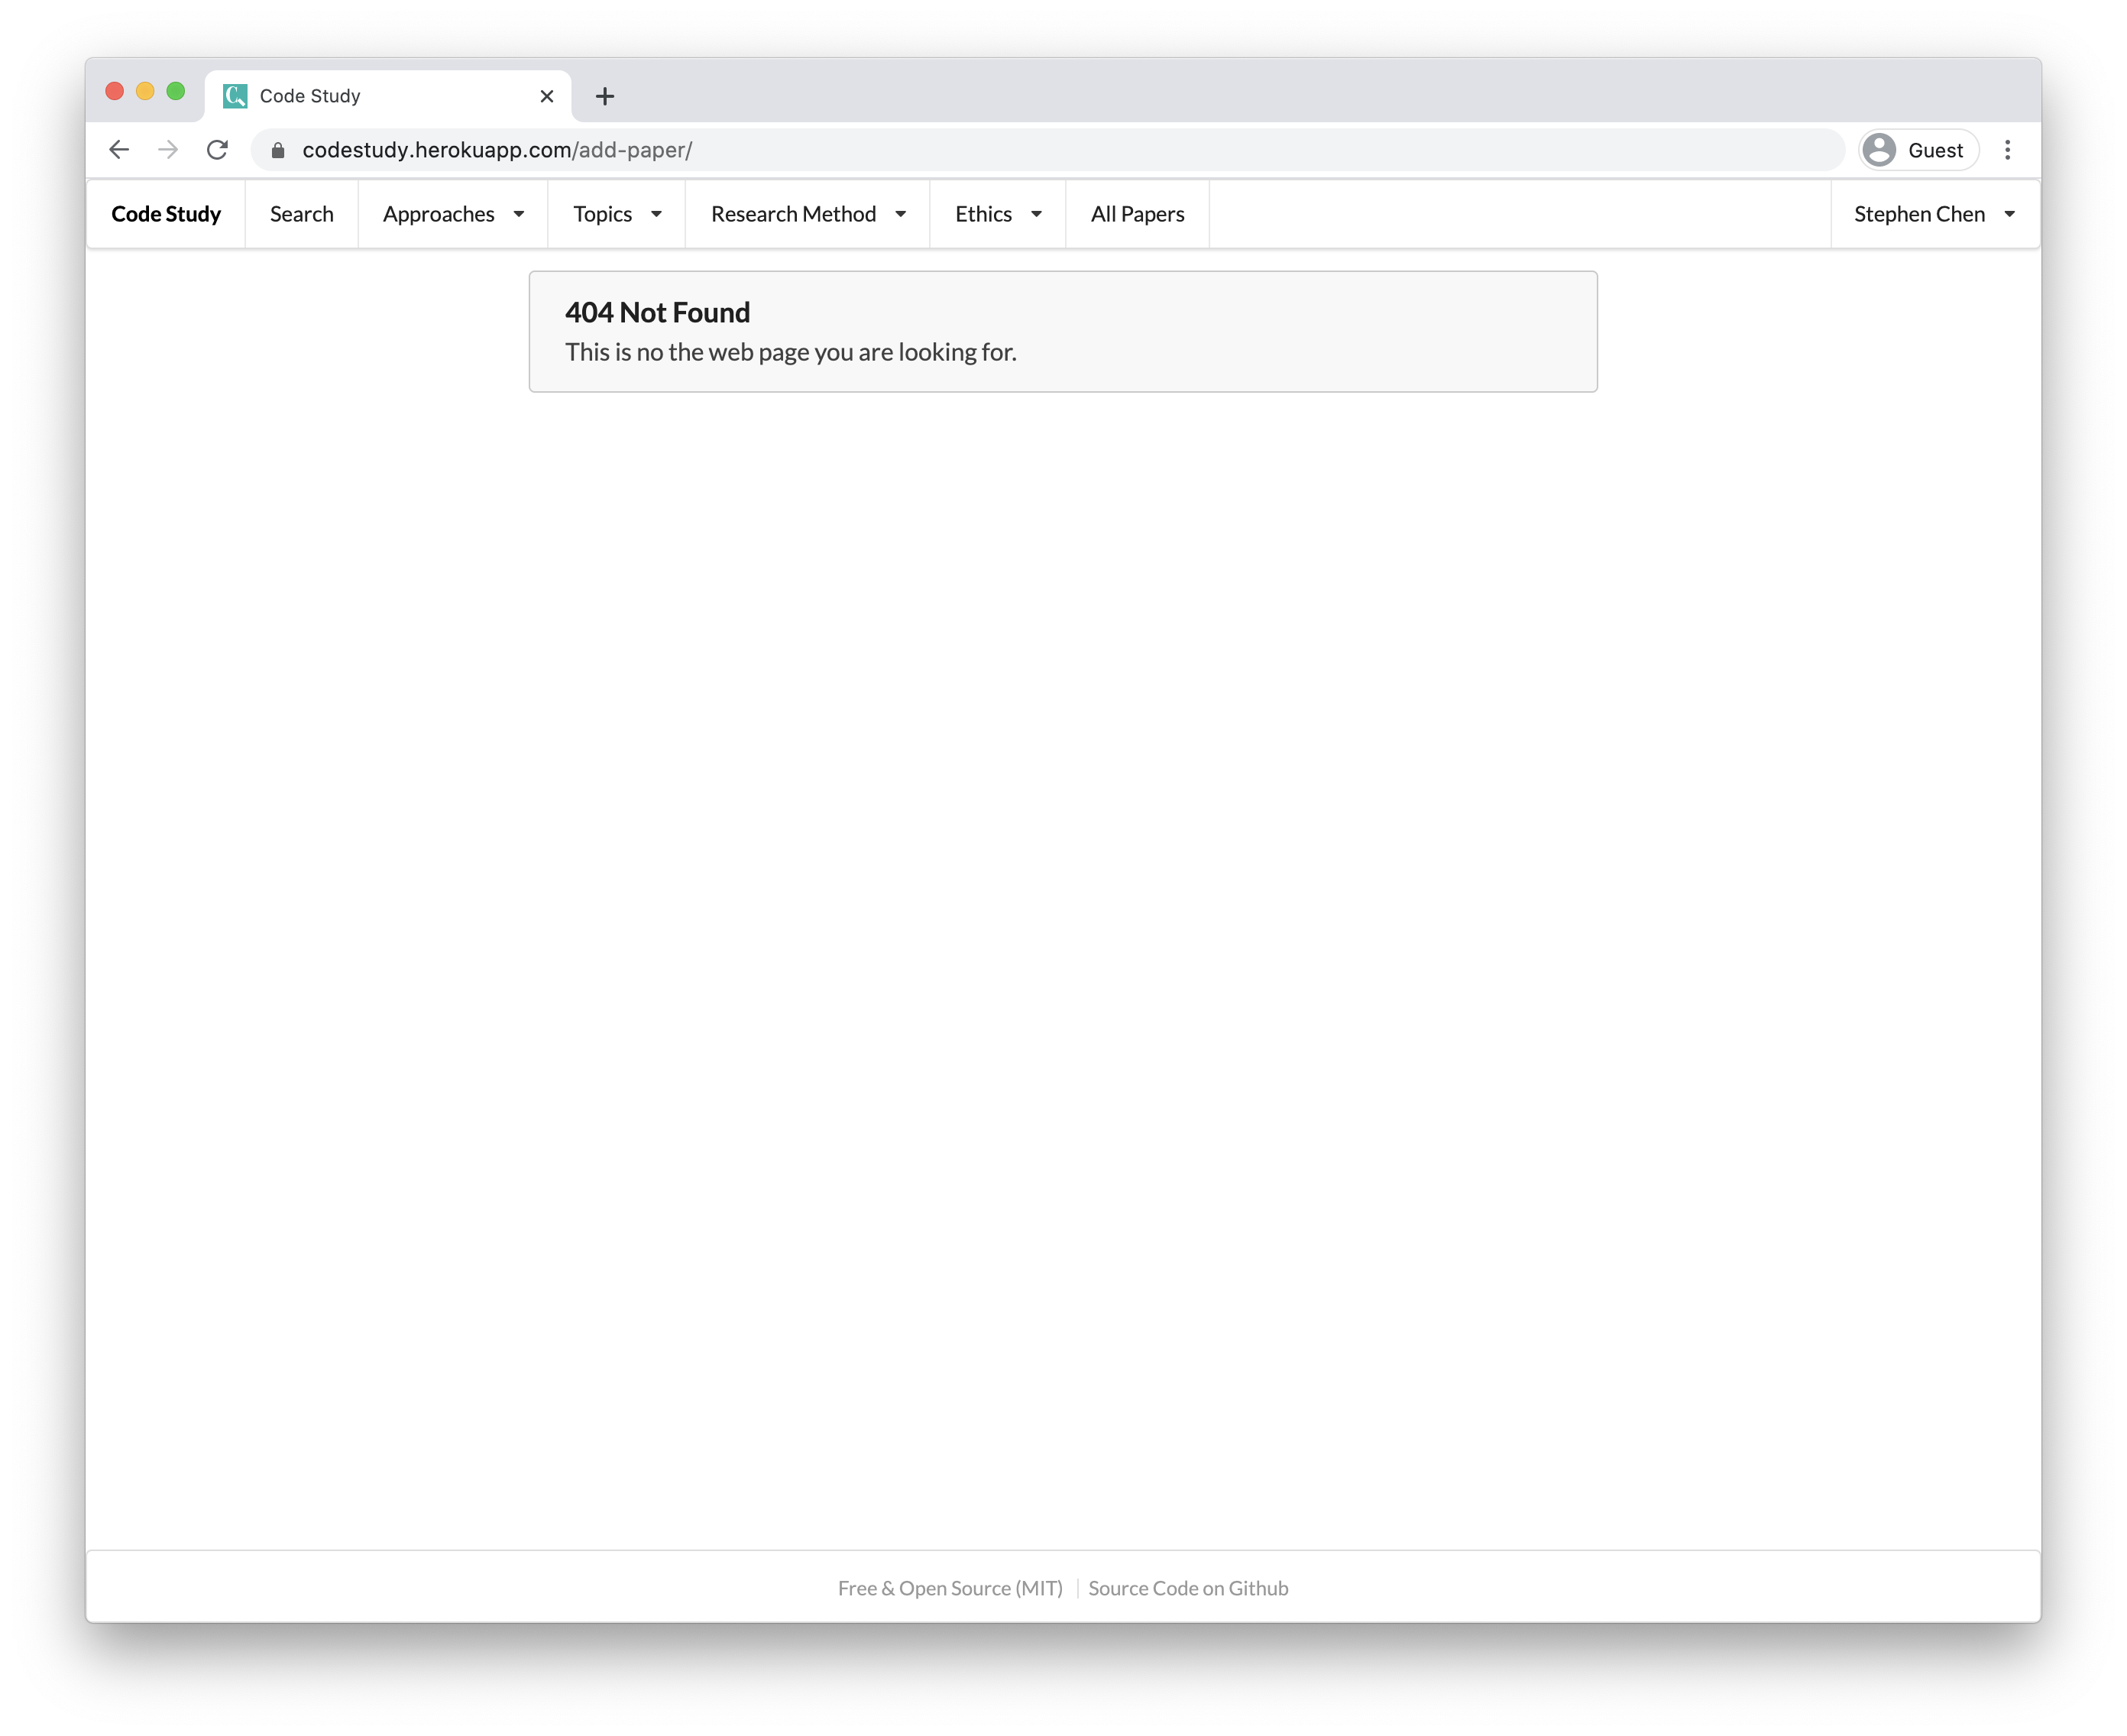 Code Study
codestudy.herokuapp.com/add-paper/
Guest
Code Study Search Approaches Topics Research Method Ethics All Papers Stephen Chen
404 Not Found
This is no the web page you are looking for.
Free & Open Source (MIT) Source Code on Github